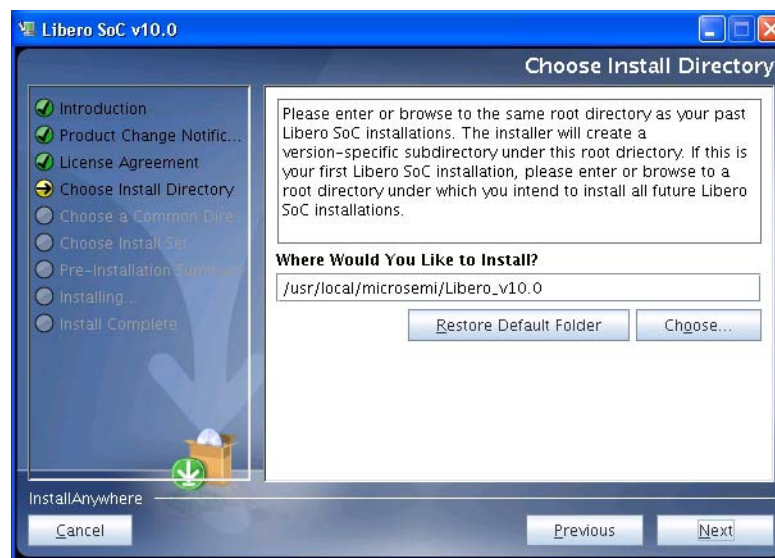 Libero SoC v10.0
Choose Install Directory
Introduction
Product Change Notific...
License Agreement
Choose Install Directory
Choose a Common Dire
Choose Install Set
Pre-Installation Summa
Installing...
Install Complete
Please enter or browse to the same root directory as your past
Libero SoC installations. The installer will create a
version-specific subdirectory under this root driectory. If this is
your first Libero SoC installation, please enter or browse to a
root directory under which you intend to install all future Libero
SoC installations.
Where Would You Like to Install?
/usr/local/microsemi/Libero_v10.0
Restore Default Folder
Choose...
InstallAnywhere
Cancel
Previous
Next